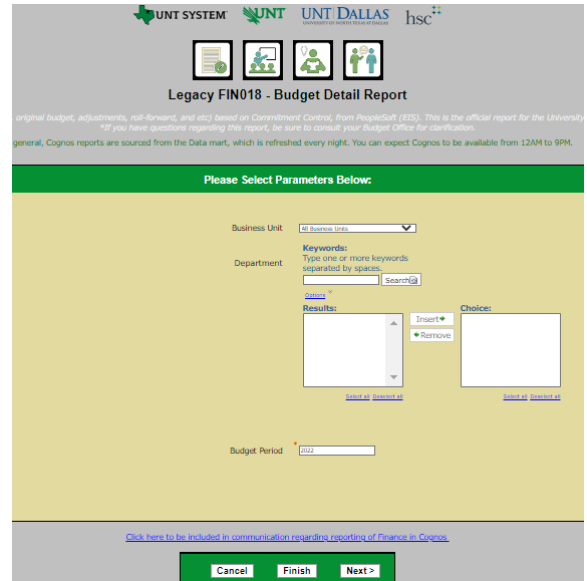 UNT SYSTEM UNT UNT DALLAS hsc
UNIVERSITY OF NORTH TEXAS AT DALLAS
Legacy FIN018 - Budget Detail Report
original budget, adjustments, roll-forward, and etc) based on Commitment Control, from PeopleSoft (EIS). This is the official report for the University
*If you have questions regarding this report, be sure to consult your Budget Office for clarification.
general, Cognos reports are sourced from the Data mart, which is refreshed every night. You can expect Cognos to be available from 12AM to 9PM.
Please Select Parameters Below:
Business Unit All Business Units
Keywords:
Type one or more keywords
Department separated by spaces.
Search
Options
Results: Choice:
Insert
Remove
Select all Deselect all Select all Deselect all
Budget Period * 2022
Click here to be included in communication regarding reporting of Finance in Cognos
Cancel Finish Next >